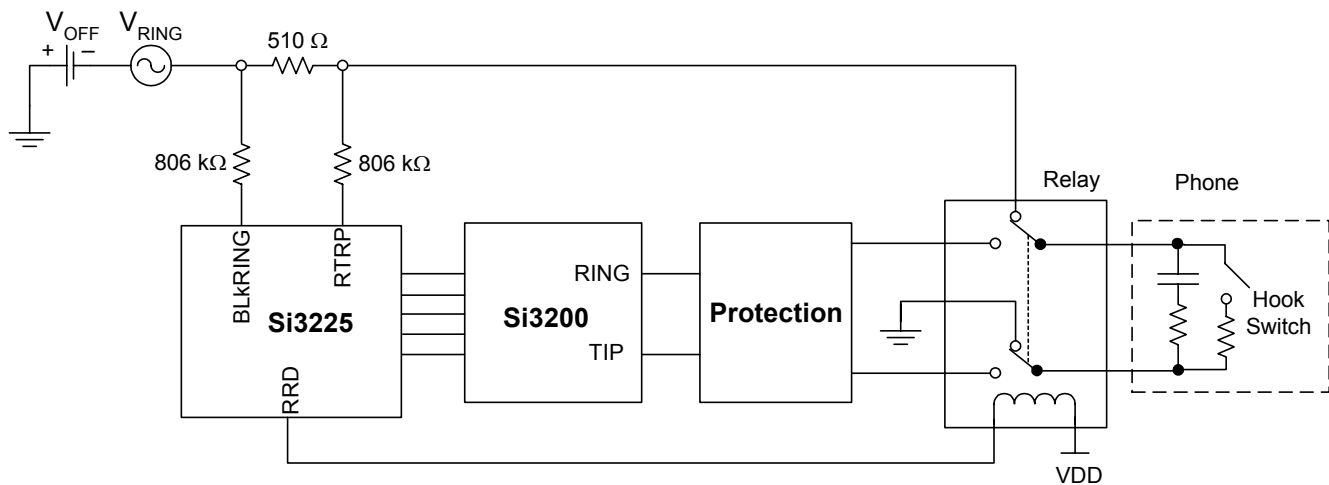 V_OFF
V_RING
+ –
510 Ω
806 kΩ
806 kΩ
Relay
Phone
BLkRING
RTRP
RING
Si3225
Si3200
Protection
Hook
Switch
TIP
RRD
VDD